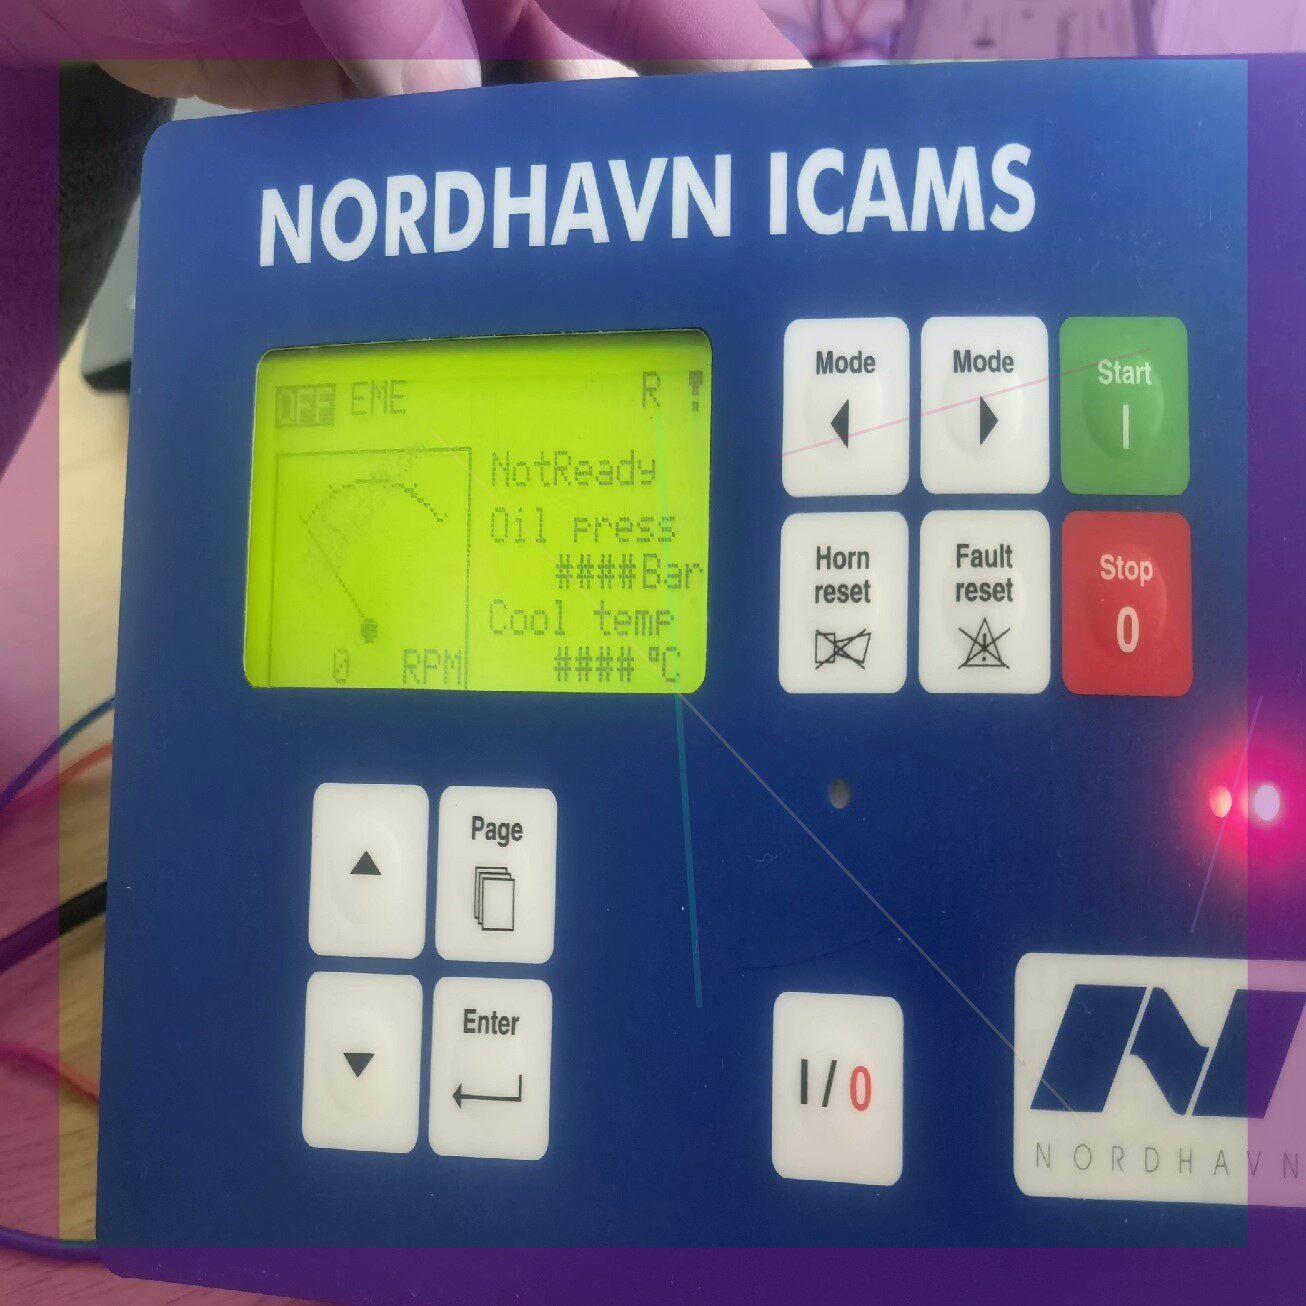 NORDHAVN ICAMS
OFF EME R !
NotReady
Oil press
####Bar
Cool temp
#### °C
0 RPM
Mode
Mode
Start
I
Horn
reset
Fault
reset
Stop
0
Page
Enter
I/0
NORDHAVN